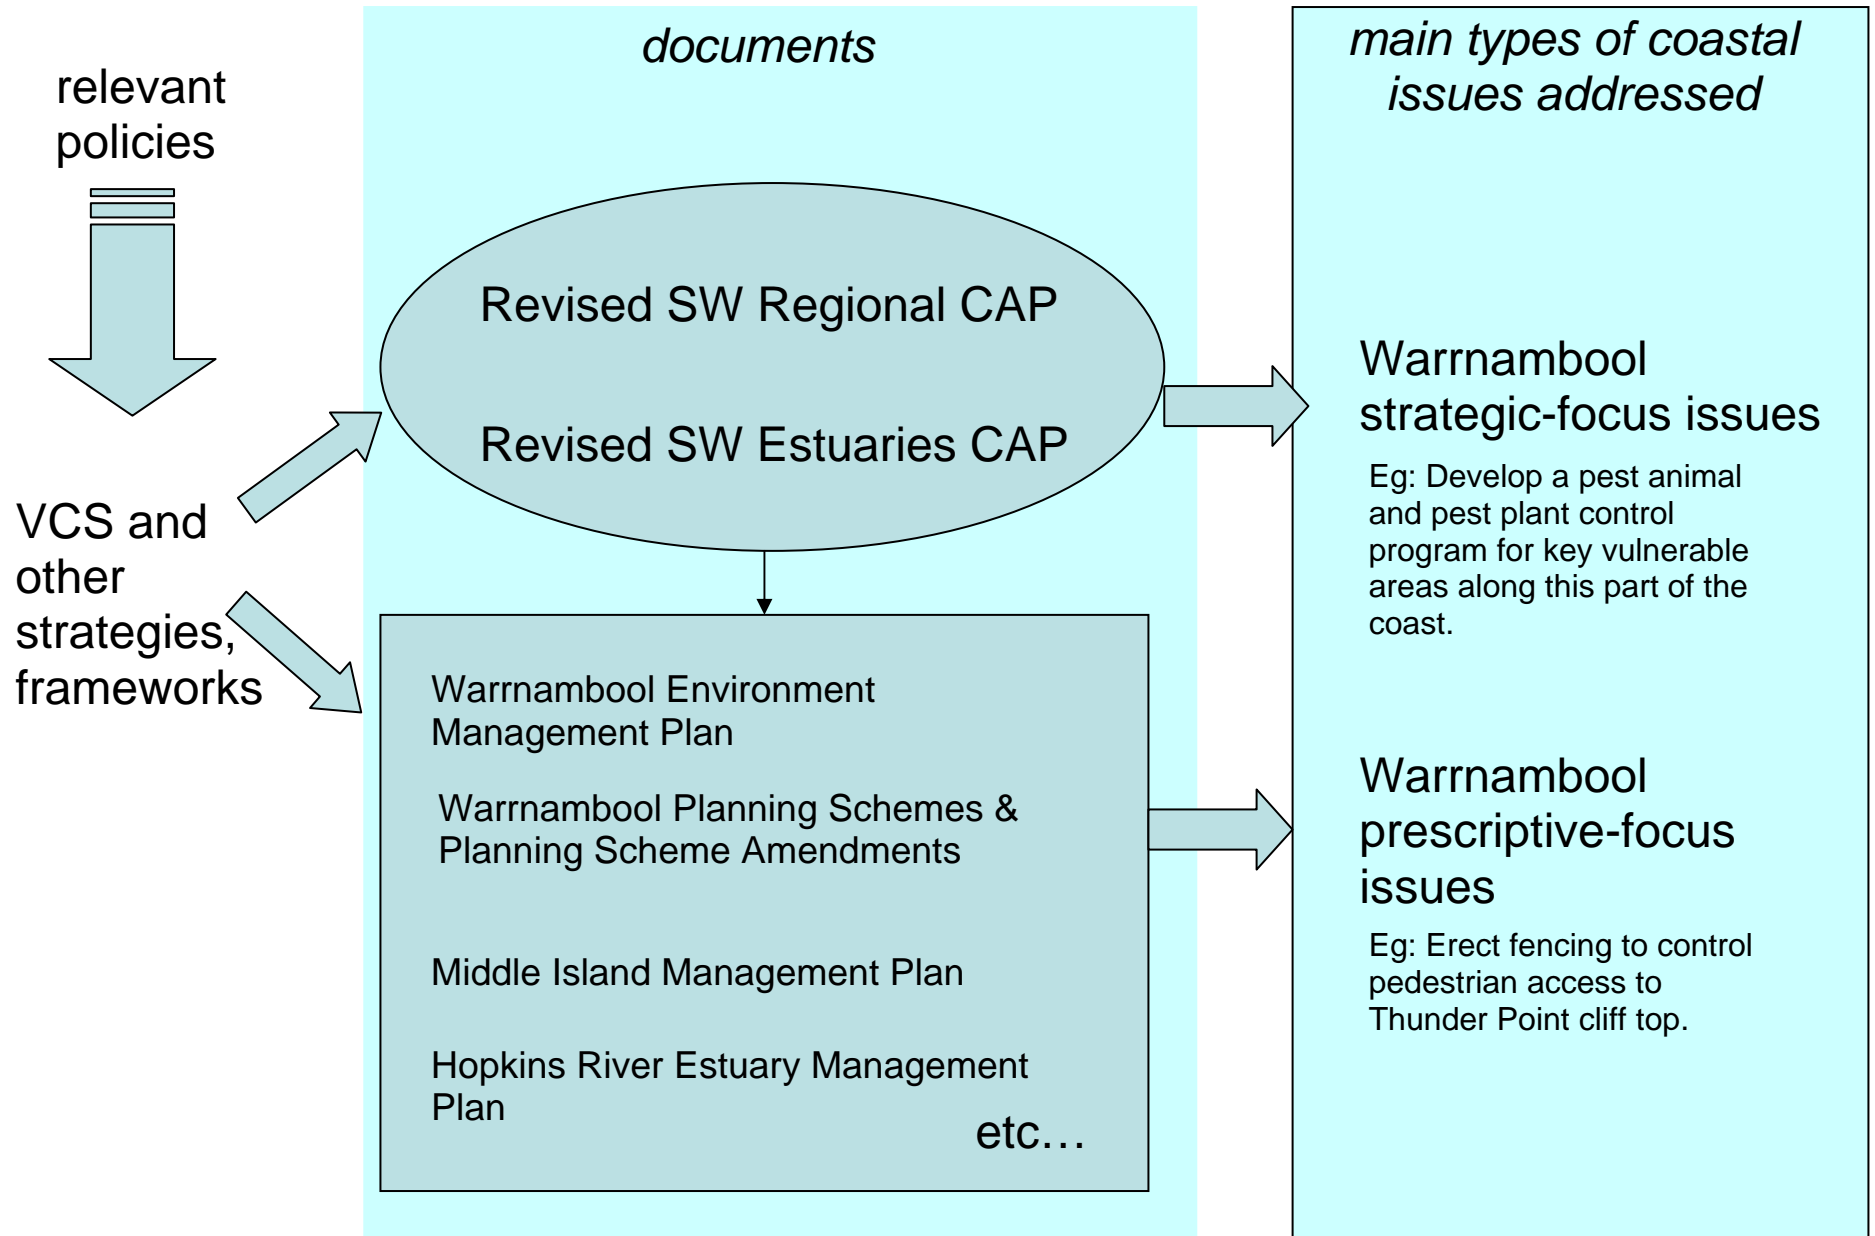 relevant
policies
VCS and
other
strategies,
frameworks
documents
Revised SW Regional CAP
Revised SW Estuaries CAP
Warrnambool Environment
Management Plan
Warrnambool Planning Schemes &
Planning Scheme Amendments
Middle Island Management Plan
Hopkins River Estuary Management
Plan
etc…
main types of coastal
issues addressed
Warrnambool
strategic-focus issues
Eg: Develop a pest animal
and pest plant control
program for key vulnerable
areas along this part of the
coast.
Warrnambool
prescriptive-focus
issues
Eg: Erect fencing to control
pedestrian access to
Thunder Point cliff top.